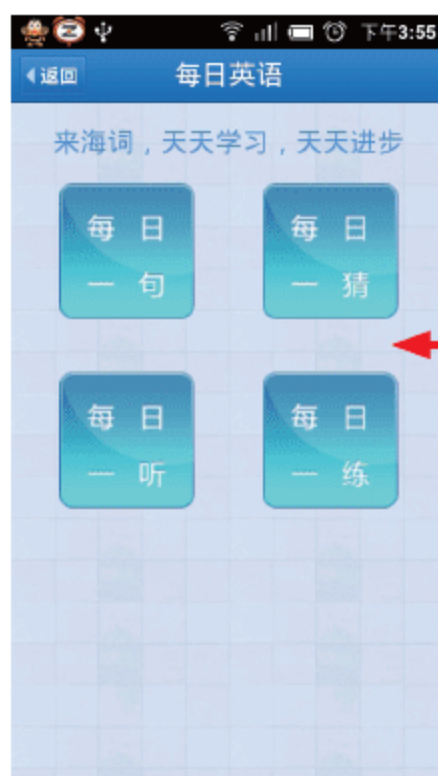 下午3:55
返回 每日英语
来海词，天天学习，天天进步
每日
一句
每日
一猜
每日
一听
每日
一练